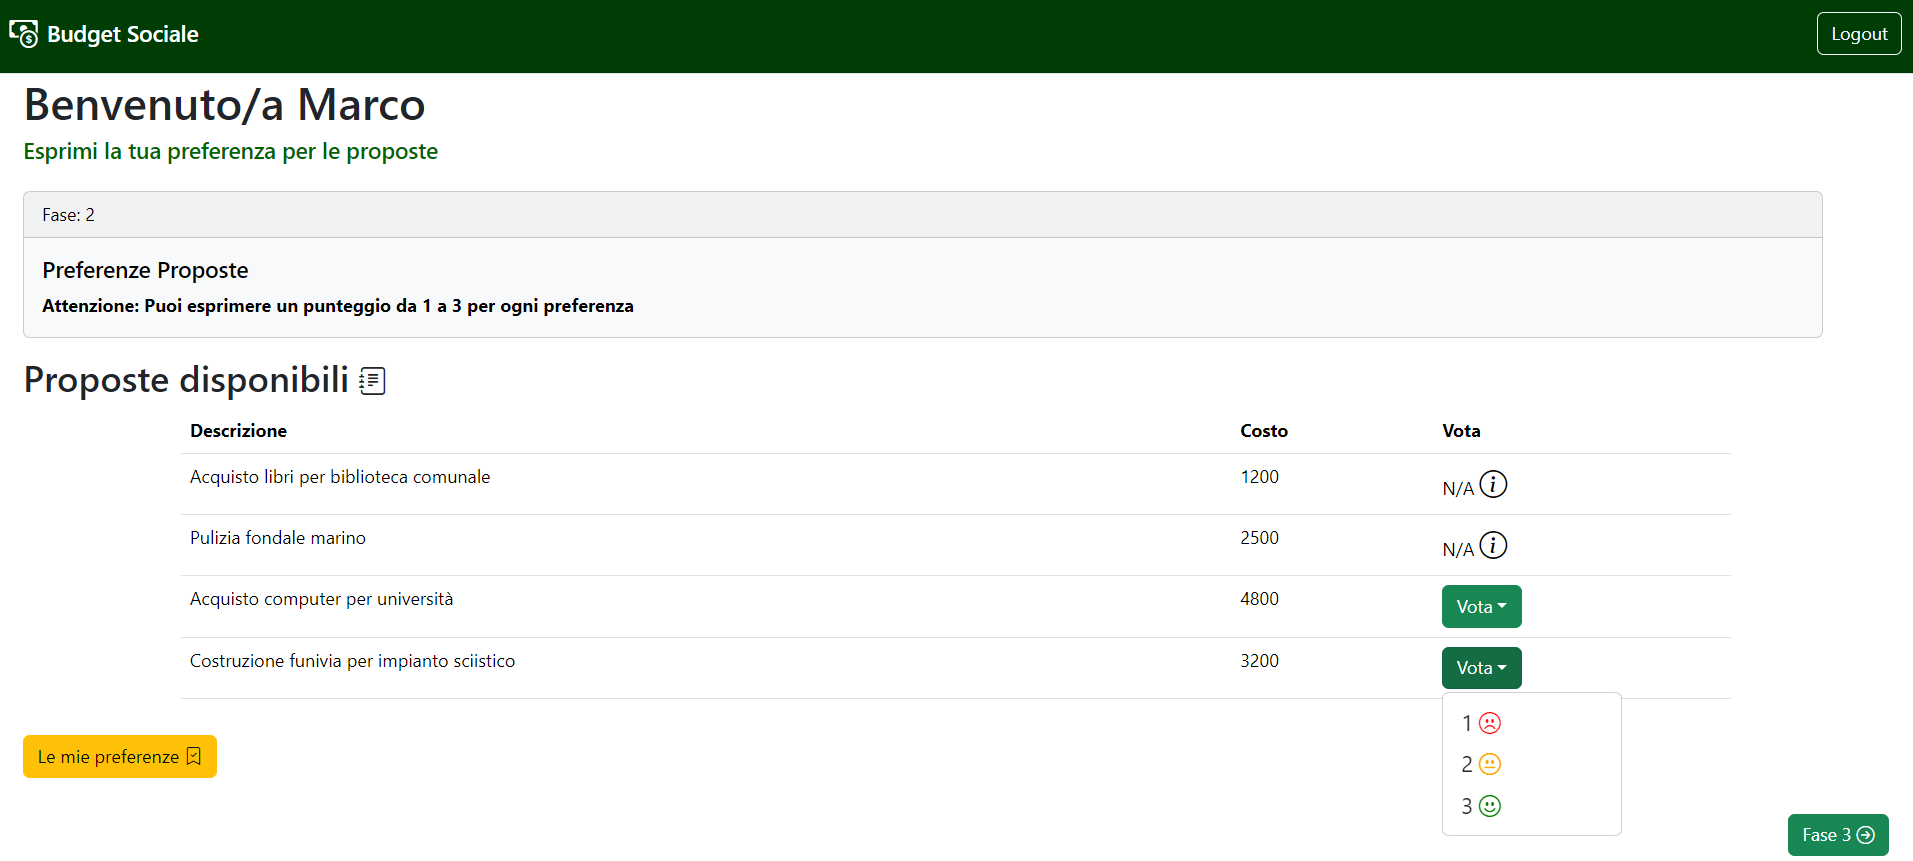 Budget Sociale
Logout
Benvenuto/a Marco
Esprimi la tua preferenza per le proposte
Fase: 2
Preferenze Proposte
Attenzione: Puoi esprimere un punteggio da 1 a 3 per ogni preferenza
Proposte disponibili
Descrizione Costo Vota
Acquisto libri per biblioteca comunale 1200 N/A
Pulizia fondale marino 2500 N/A
Acquisto computer per università 4800 Vota
Costruzione funivia per impianto sciistico 3200 Vota
1
2
3
Le mie preferenze
Fase 3